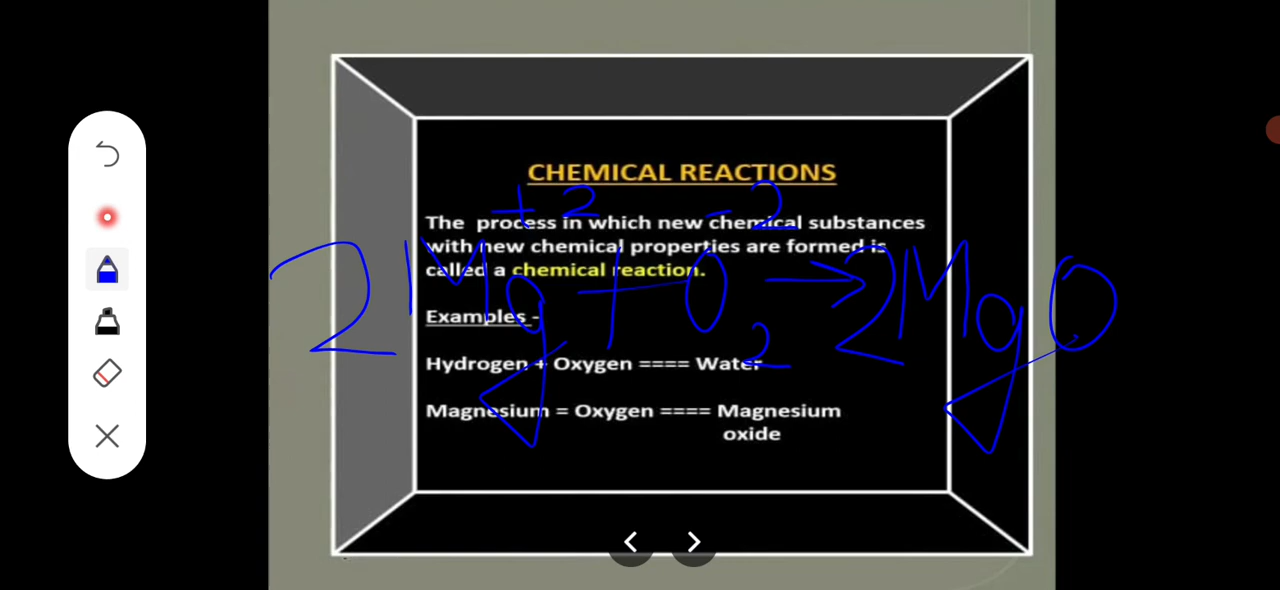 CHEMICAL REACTIONS
+2 -2
The process in which new chemical substances
with new chemical properties are formed is
called a chemical reaction.
2Mg + O2 → 2MgO
Examples -
Hydrogen + Oxygen ==== Water
Magnesium = Oxygen ==== Magnesium
oxide